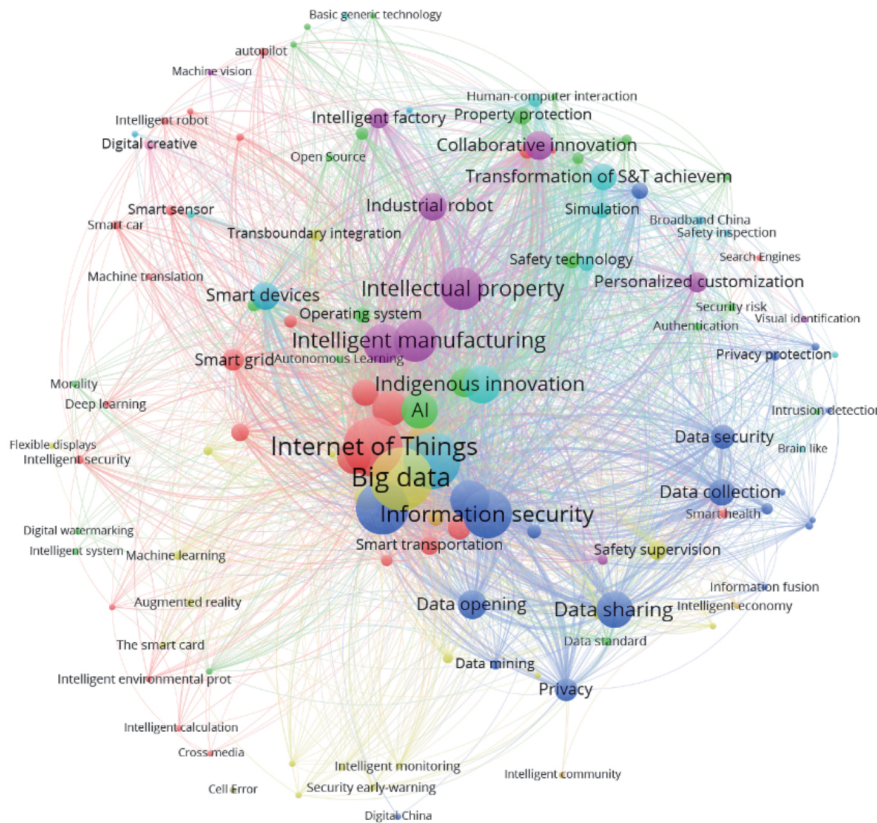 Basic generic technology
autopilot
Machine vision
Human-computer interaction
Intelligent factory
Property protection
Intelligent robot
Digital creative
Collaborative innovation
Open Source
Transformation of S&T achievem
Industrial robot
Simulation
Smart sensor
Smart car
Broadband China
Transboundary integration
Safety inspection
Search Engines
Safety technology
Machine translation
Personalized customization
Intellectual property
Smart devices
Security risk
Operating system
Visual identification
Authentication
Intelligent manufacturing
Privacy protection
Smart grid
Autonomous Learning
Morality
Indigenous innovation
Deep learning
AI
Intrusion detection
Flexible displays
Internet of Things
Data security
Brain like
Intelligent security
Big data
Data collection
Information security
Smart health
Digital watermarking
Intelligent system
Smart transportation
Machine learning
Safety supervision
Information fusion
Augmented reality
Data opening
Data sharing
Intelligent economy
The smart card
Data standard
Data mining
Intelligent environmental prot
Privacy
Intelligent calculation
Cross media
Intelligent monitoring
Intelligent community
Cell Error
Security early-warning
Digital China